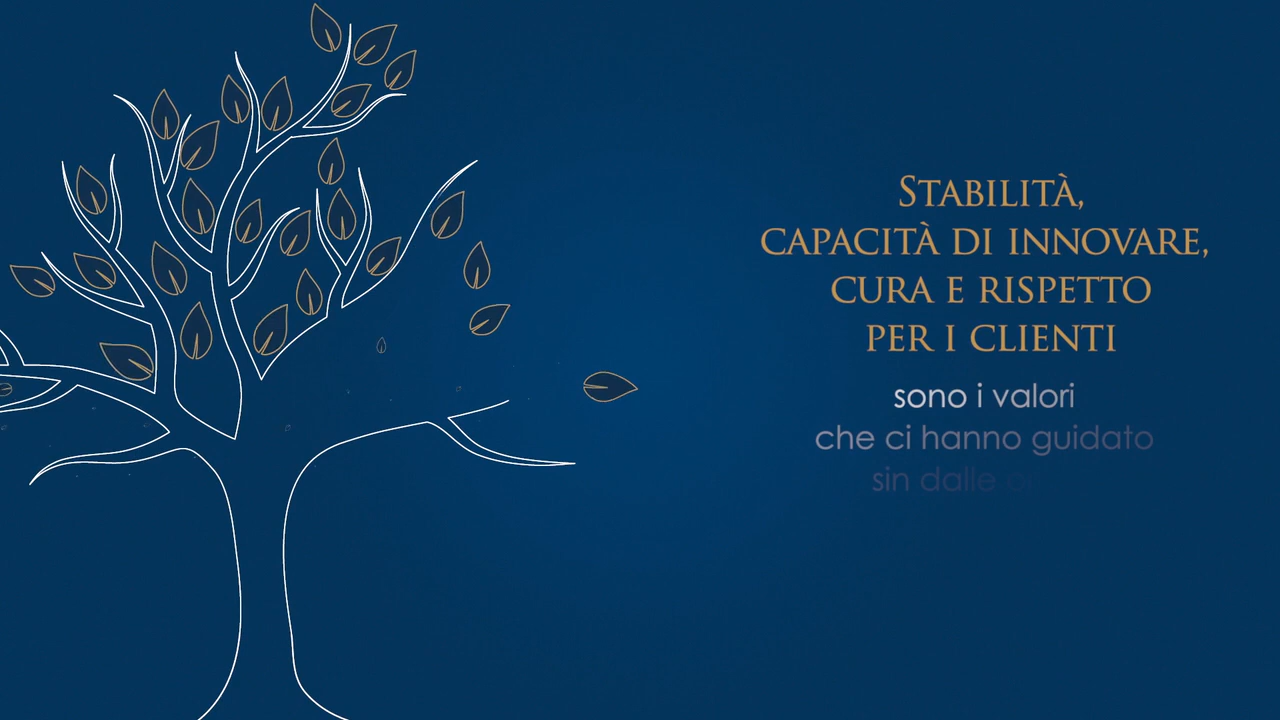 STABILITÀ,
CAPACITÀ DI INNOVARE,
CURA E RISPETTO
PER I CLIENTI
sono i valori
che ci hanno guidato
sin dalle